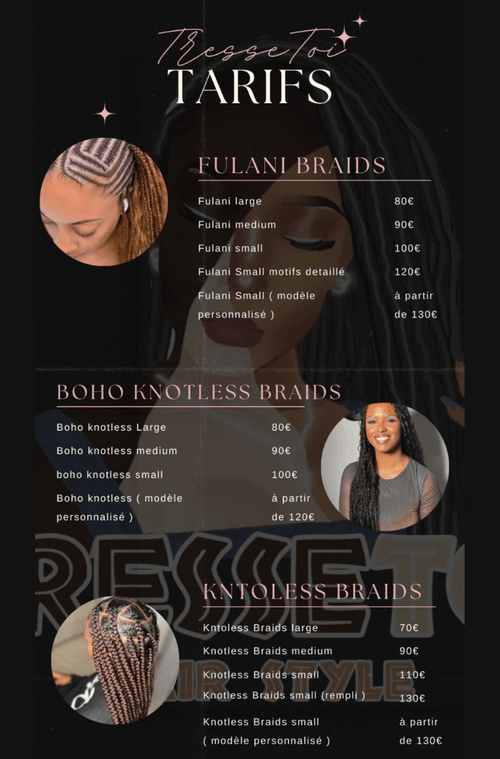 TresseToi
TARIFS
FULANI BRAIDS
Fulani large 80€
Fulani medium 90€
Fulani small 100€
Fulani Small motifs detaillé 120€
Fulani Small ( modèle à partir
personnalisé ) de 130€
BOHO KNOTLESS BRAIDS
Boho knotless Large 80€
Boho knotless medium 90€
boho knotless small 100€
Boho knotless ( modèle à partir
personnalisé ) de 120€
RESSETO
KNTOLESS BRAIDS
Kntoless Braids large 70€
Knotless Braids medium 90€
Knotless Braids small 110€
Knotless Braids small (rempli ) 130€
HAIR STYLE
Knotless Braids small à partir
( modèle personnalisé ) de 130€